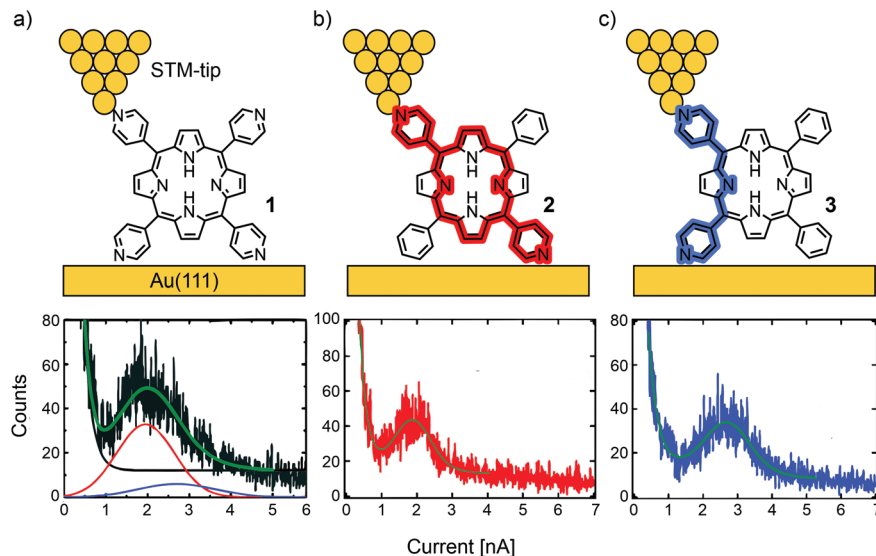 a) b) c)
STM-tip
N N N N N N
H H H
N N N N N N
N N N
H H H
1 2 3
N N N N
Au(111)
80 100 80
60 80 60
40 60 40
20 40 20
0 20 0
0
0 1 2 3 4 5 6
0 1 2 3 4 5 6 7
0 1 2 3 4 5 6 7
Counts
Current [nA]